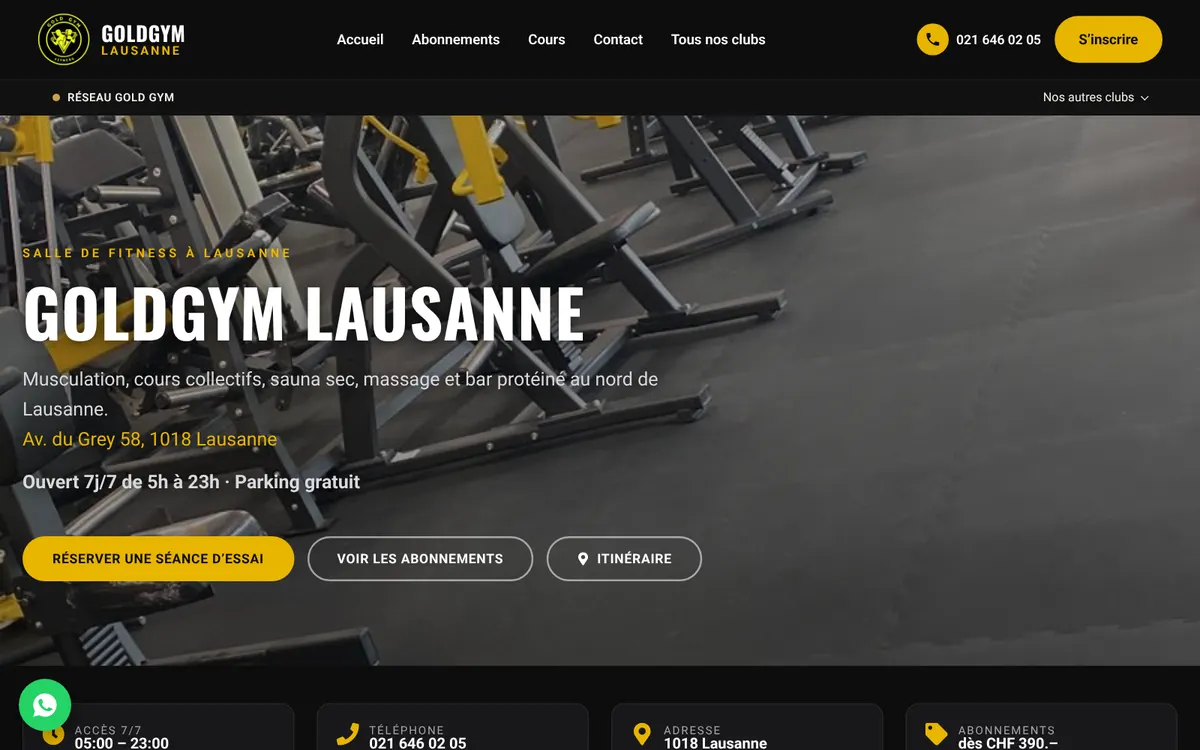 GOLD GYM
FITNESS
GOLDGYM
LAUSANNE
Accueil
Abonnements
Cours
Contact
Tous nos clubs
021 646 02 05
S'inscrire
RÉSEAU GOLD GYM
Nos autres clubs
SALLE DE FITNESS À LAUSANNE
GOLDGYM LAUSANNE
Musculation, cours collectifs, sauna sec, massage et bar protéiné au nord de
Lausanne.
Av. du Grey 58, 1018 Lausanne
Ouvert 7j/7 de 5h à 23h · Parking gratuit
RÉSERVER UNE SÉANCE D'ESSAI
VOIR LES ABONNEMENTS
ITINÉRAIRE
ACCÈS 7/7
05:00 – 23:00
TÉLÉPHONE
021 646 02 05
ADRESSE
1018 Lausanne
ABONNEMENTS
dès CHF 390.–